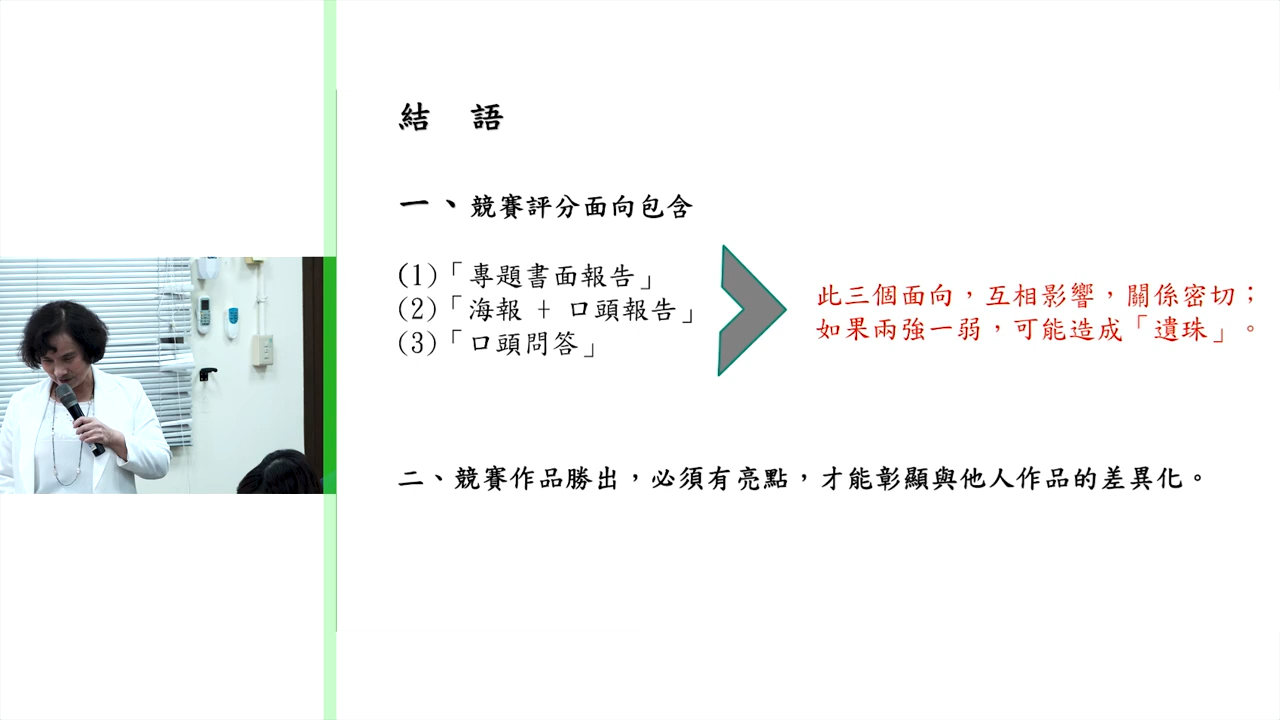 結 語
一、競賽評分面向包含
(1)「專題書面報告」
(2)「海報 + 口頭報告」
(3)「口頭問答」
此三個面向，互相影響，關係密切；
如果兩強一弱，可能造成「遺珠」。
二、競賽作品勝出，必須有亮點，才能彰顯與他人作品的差異化。